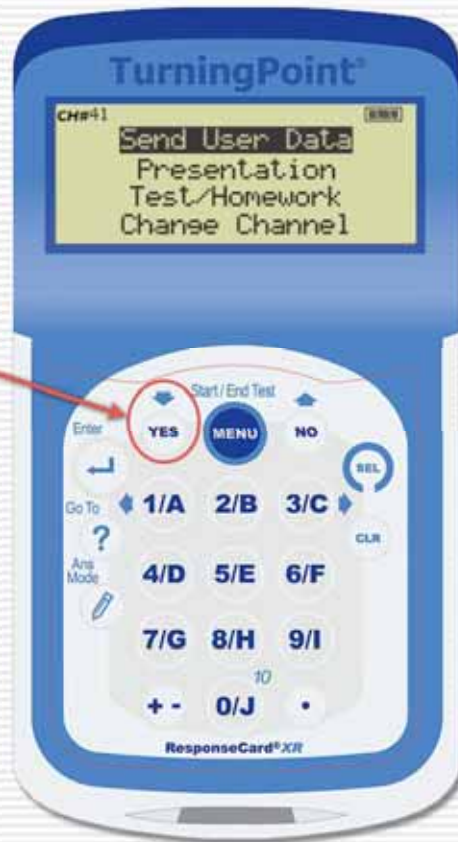 TurningPoint®
CH#41
Send User Data
Presentation
Test/Homework
Change Channel
Start / End Test
Enter
YES
MENU
NO
SEL
Go To
1/A
2/B
3/C
?
CLR
Ans
Mode
4/D
5/E
6/F
7/G
8/H
9/I
10
+ -
0/J
•
ResponseCard® XR